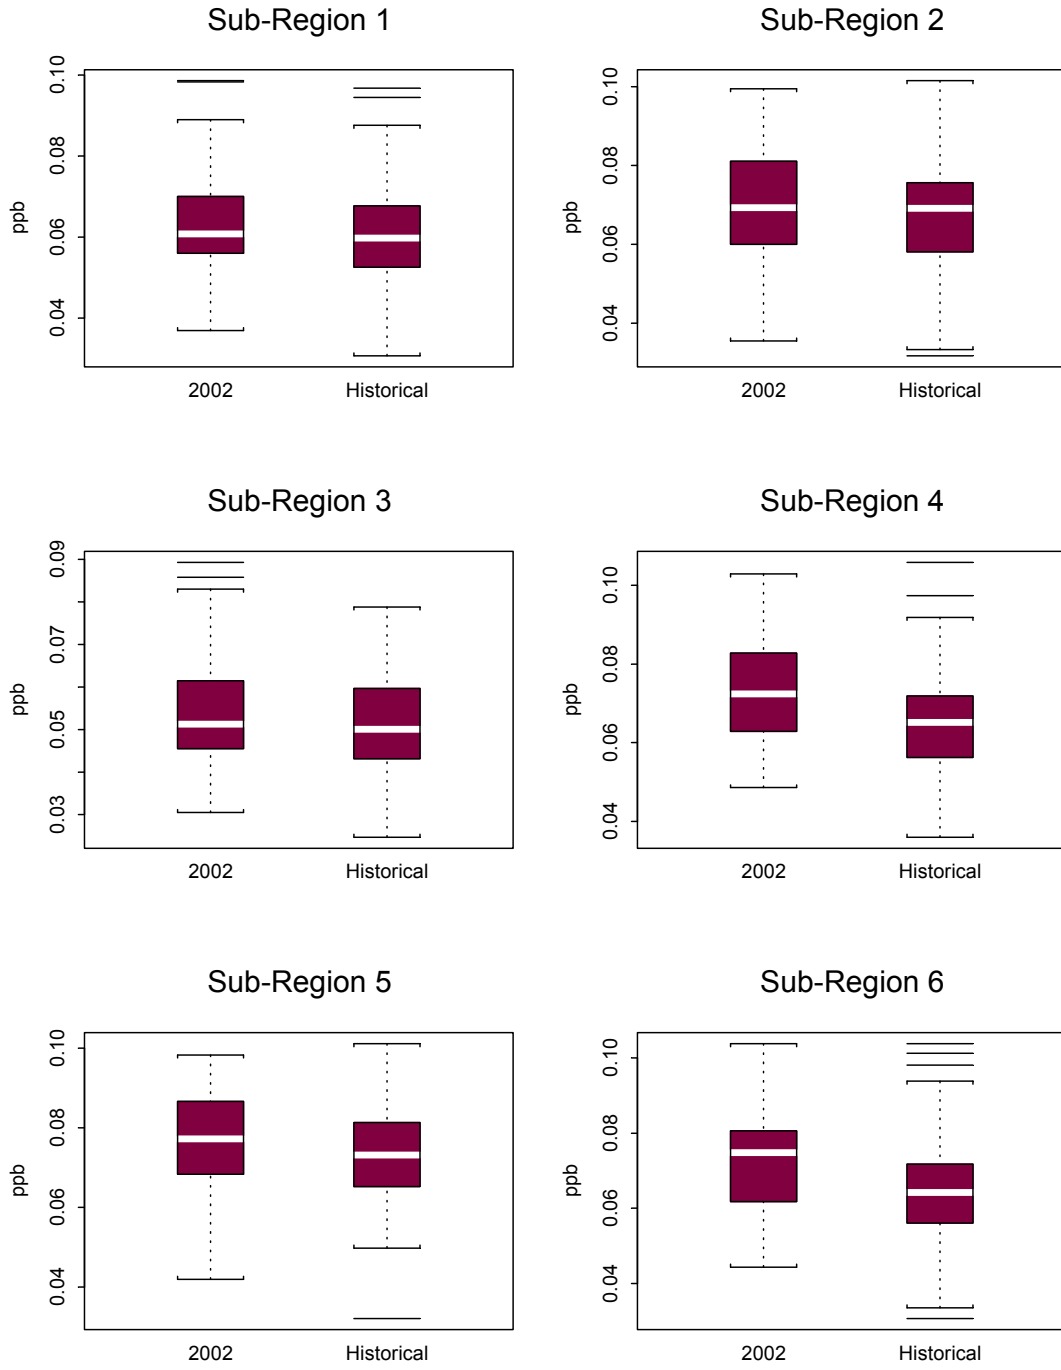 Sub-Region 1
ppb
0.04 0.06 0.08 0.10
2002 Historical
Sub-Region 2
ppb
0.04 0.06 0.08 0.10
2002 Historical
Sub-Region 3
ppb
0.03 0.05 0.07 0.09
2002 Historical
Sub-Region 4
ppb
0.04 0.06 0.08 0.10
2002 Historical
Sub-Region 5
ppb
0.04 0.06 0.08 0.10
2002 Historical
Sub-Region 6
ppb
0.04 0.06 0.08 0.10
2002 Historical